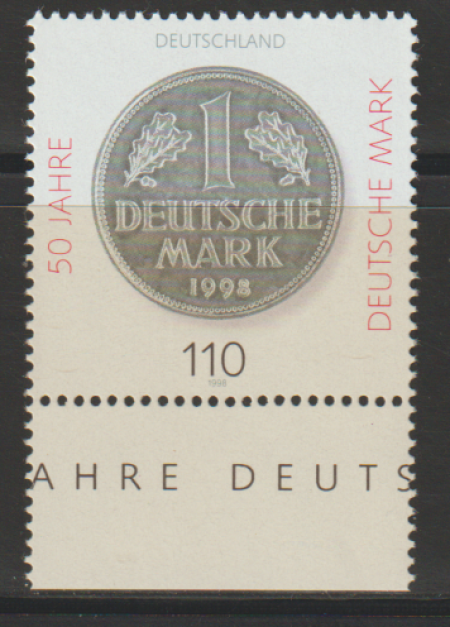 DEUTSCHLAND
50 JAHRE
DEUTSCHE MARK
1
DEUTSCHE
MARK
1998
110
1998
AHRE DEUTS